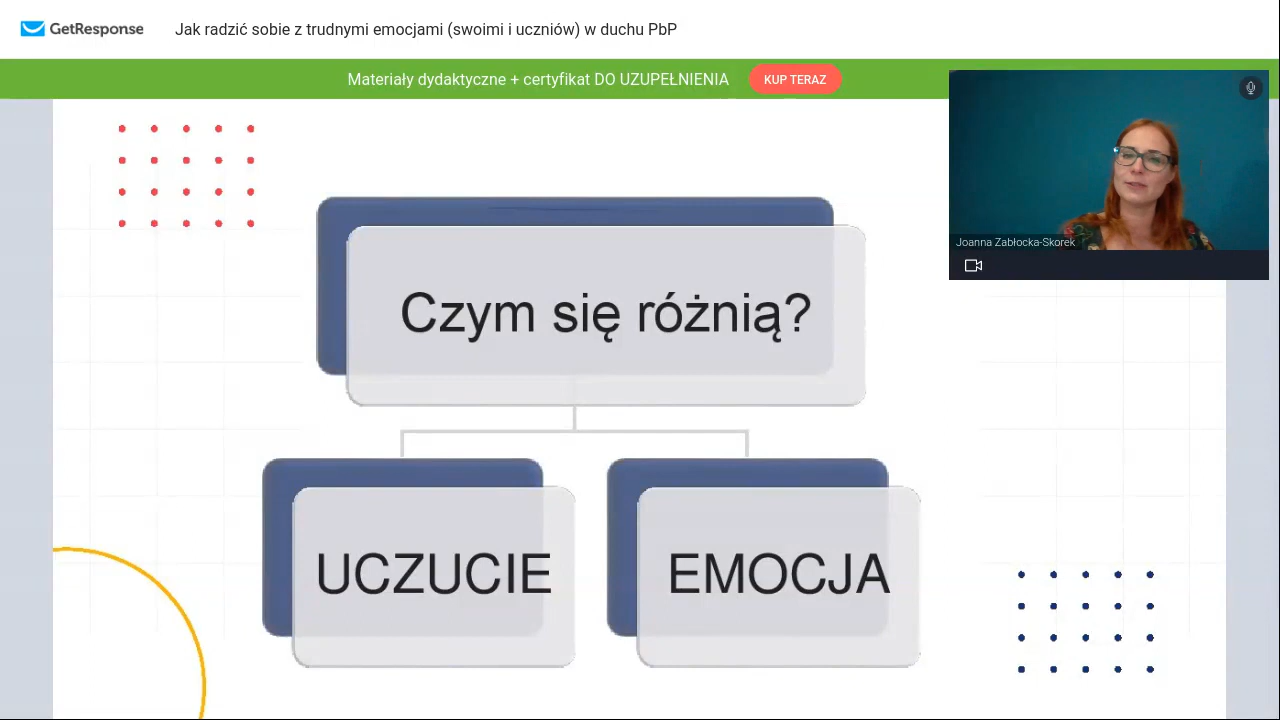 GetResponse
Jak radzić sobie z trudnymi emocjami (swoimi i uczniów) w duchu PbP
Materiały dydaktyczne + certyfikat DO UZUPEŁNIENIA
KUP TERAZ
Joanna Zabłocka-Skorek
Czym się różnią?
UCZUCIE
EMOCJA